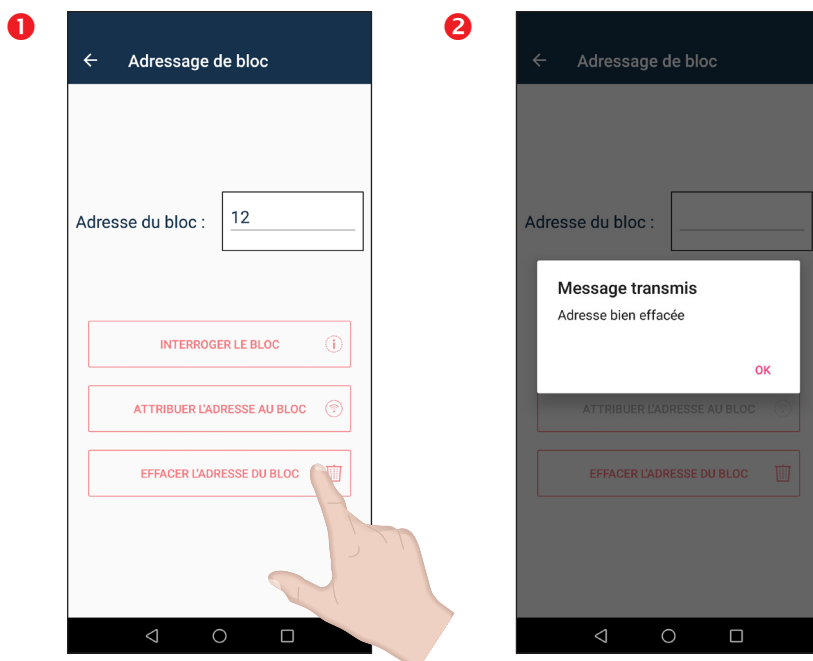 1
Adressage de bloc
Adresse du bloc :
12
INTERROGER LE BLOC
ATTRIBUER L'ADRESSE AU BLOC
EFFACER L'ADRESSE DU BLOC
2
Adressage de bloc
Adresse du bloc :
Message transmis
Adresse bien effacée
OK
ATTRIBUER L'ADRESSE AU BLOC
EFFACER L'ADRESSE DU BLOC